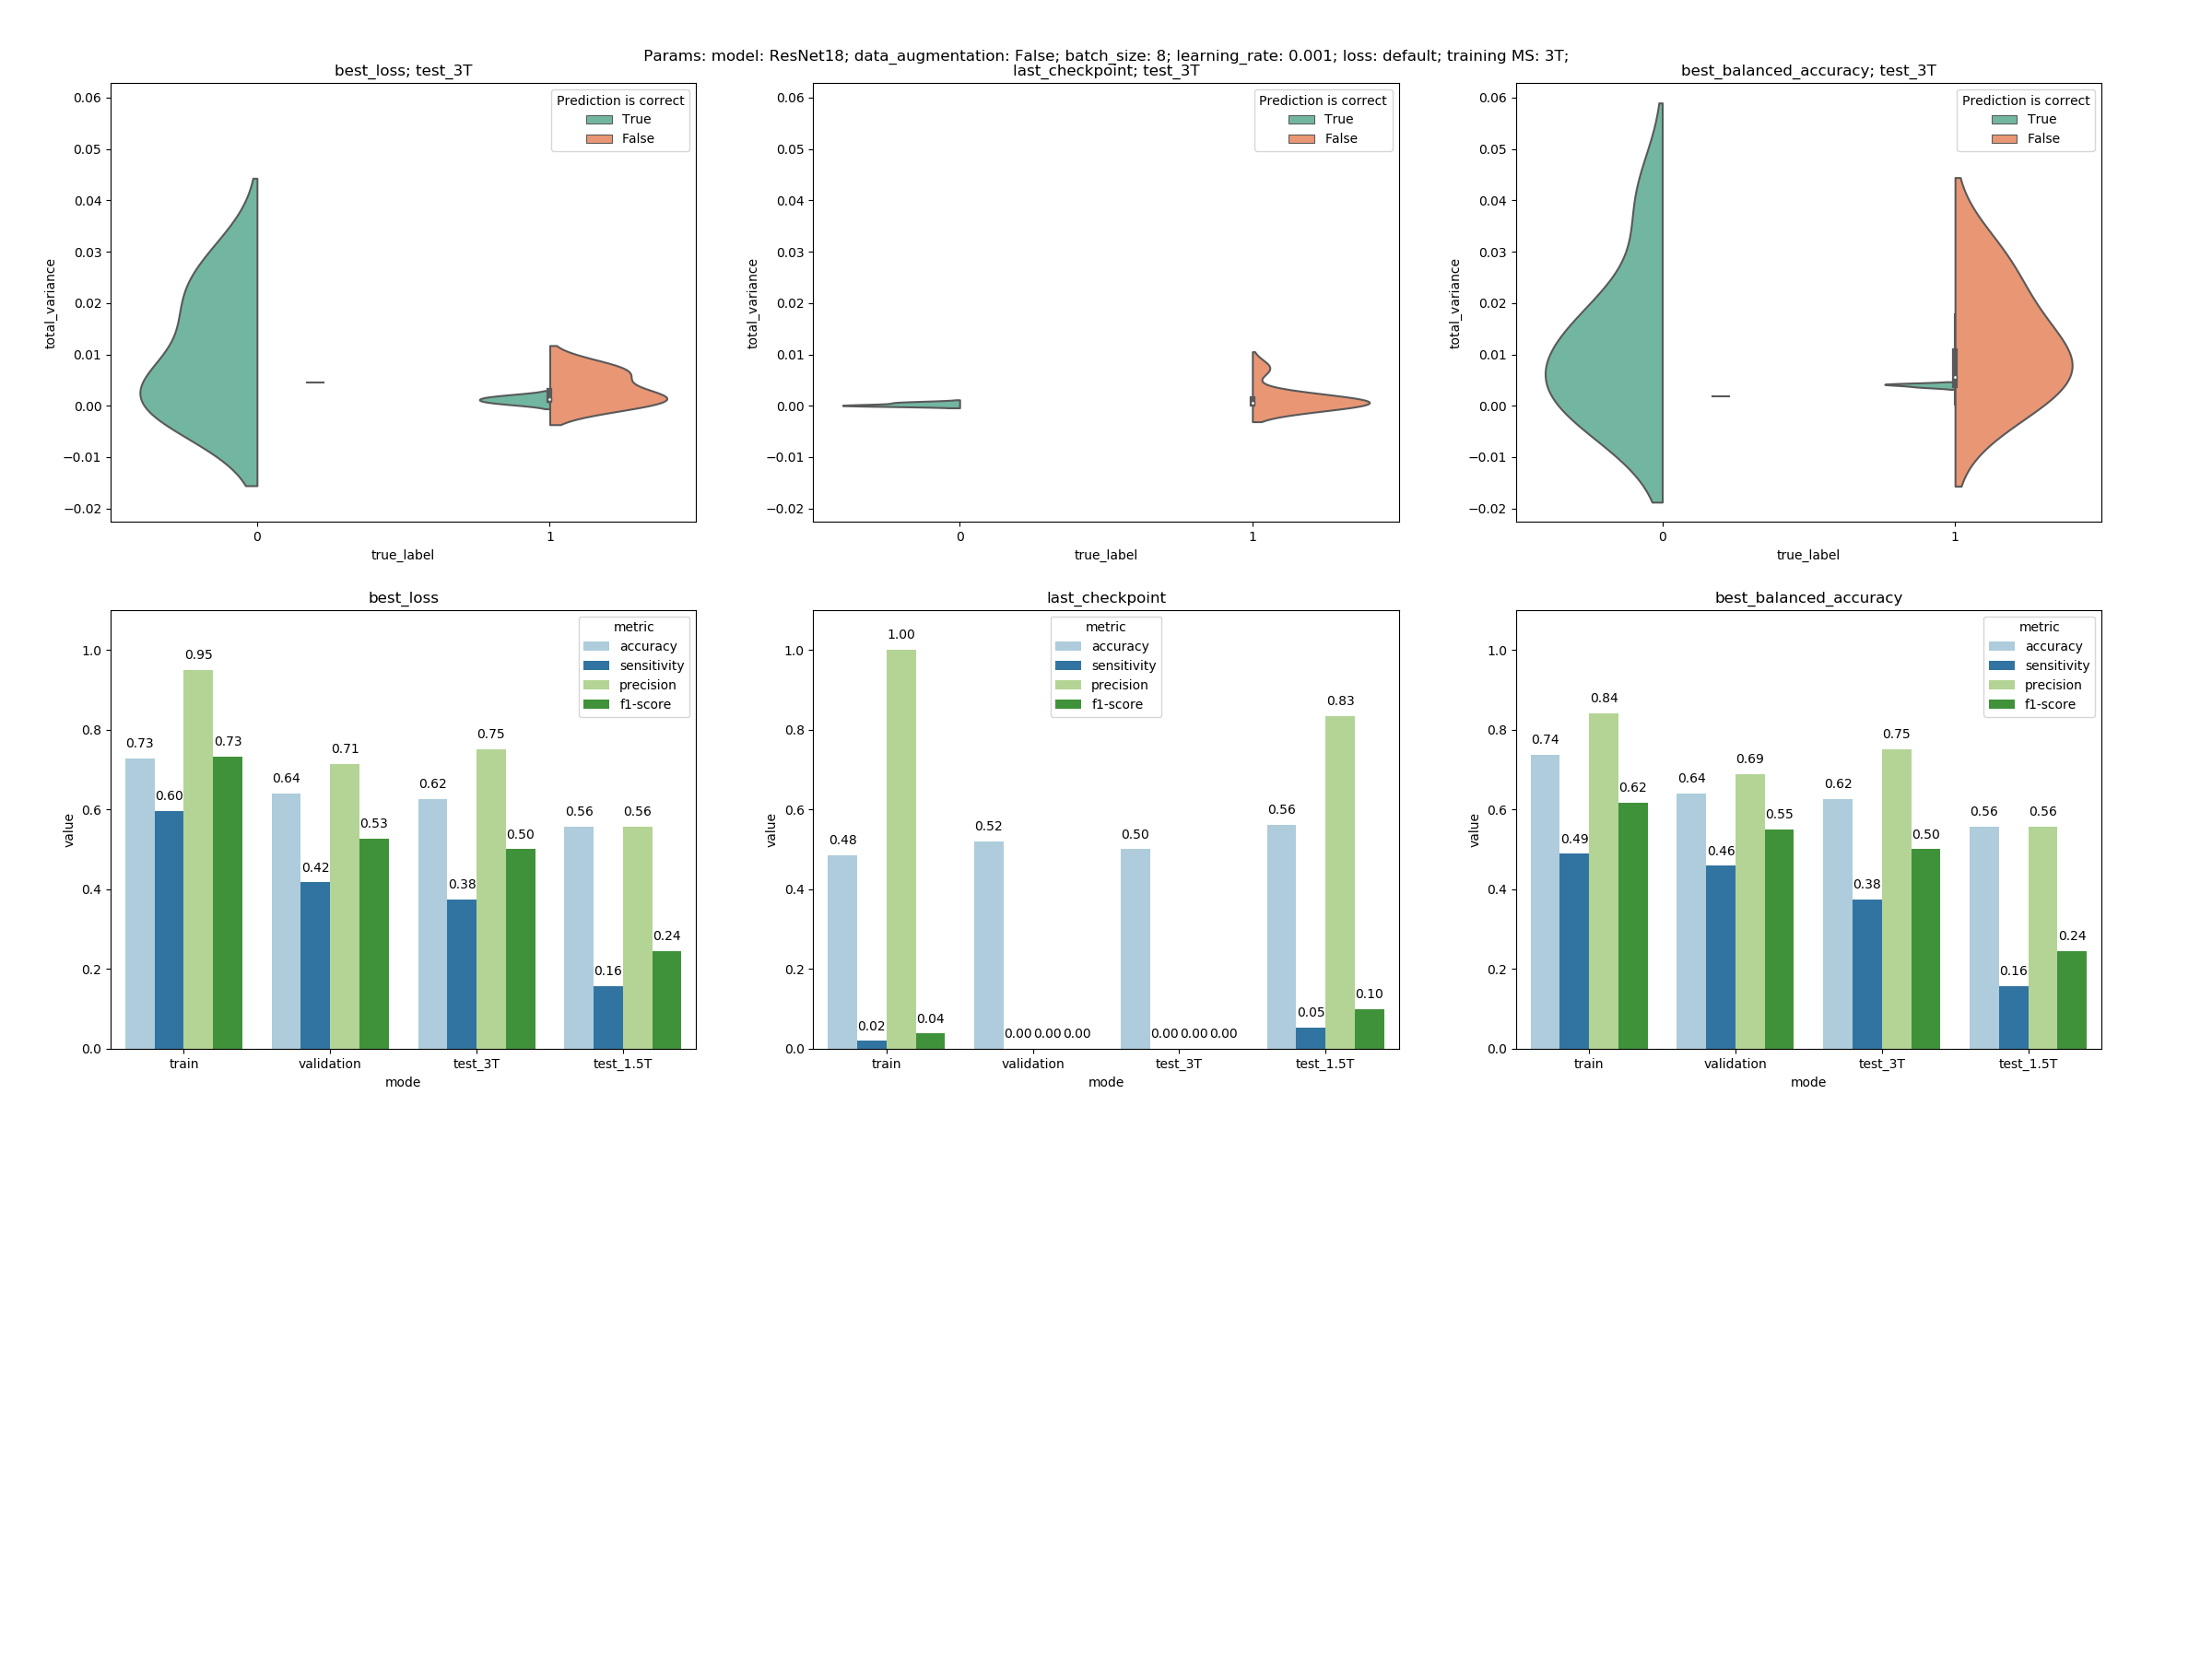 Params: model: ResNet18; data_augmentation: False; batch_size: 8; learning_rate: 0.001; loss: default; training MS: 3T;
best_loss; test_3T
0.06
0.05
0.04
0.03
0.02
0.01
0.00
−0.01
−0.02
total_variance
Prediction is correct
True
False
0
1
true_label
last_checkpoint; test_3T
0.06
0.05
0.04
0.03
0.02
0.01
0.00
−0.01
−0.02
total_variance
Prediction is correct
True
False
0
1
true_label
best_balanced_accuracy; test_3T
0.06
0.05
0.04
0.03
0.02
0.01
0.00
−0.01
−0.02
total_variance
Prediction is correct
True
False
0
1
true_label
best_loss
1.0
0.8
0.6
0.4
0.2
0.0
value
metric
accuracy
sensitivity
precision
f1-score
0.73
0.60
0.95
0.73
0.64
0.42
0.71
0.53
0.62
0.38
0.75
0.50
0.56
0.16
0.56
0.24
train
validation
test_3T
test_1.5T
mode
last_checkpoint
1.0
0.8
0.6
0.4
0.2
0.0
value
metric
accuracy
sensitivity
precision
f1-score
0.48
0.02
1.00
0.04
0.52
0.00
0.00
0.00
0.50
0.00
0.00
0.00
0.56
0.05
0.83
0.10
train
validation
test_3T
test_1.5T
mode
best_balanced_accuracy
1.0
0.8
0.6
0.4
0.2
0.0
value
metric
accuracy
sensitivity
precision
f1-score
0.74
0.49
0.84
0.62
0.64
0.46
0.69
0.55
0.62
0.38
0.75
0.50
0.56
0.16
0.56
0.24
train
validation
test_3T
test_1.5T
mode